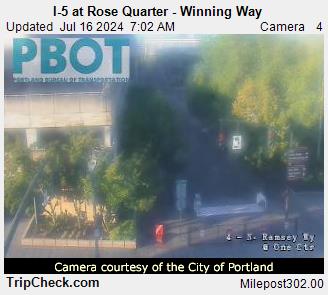 I-5 at Rose Quarter - Winning Way
Updated Jul 16 2024 7:02 AM Camera 4
PBOT
PORTLAND BUREAU OF TRANSPORTATION
4 - N. Ramsey Wy
@ One Ctr
Camera courtesy of the City of Portland
TripCheck.com Milepost302.00